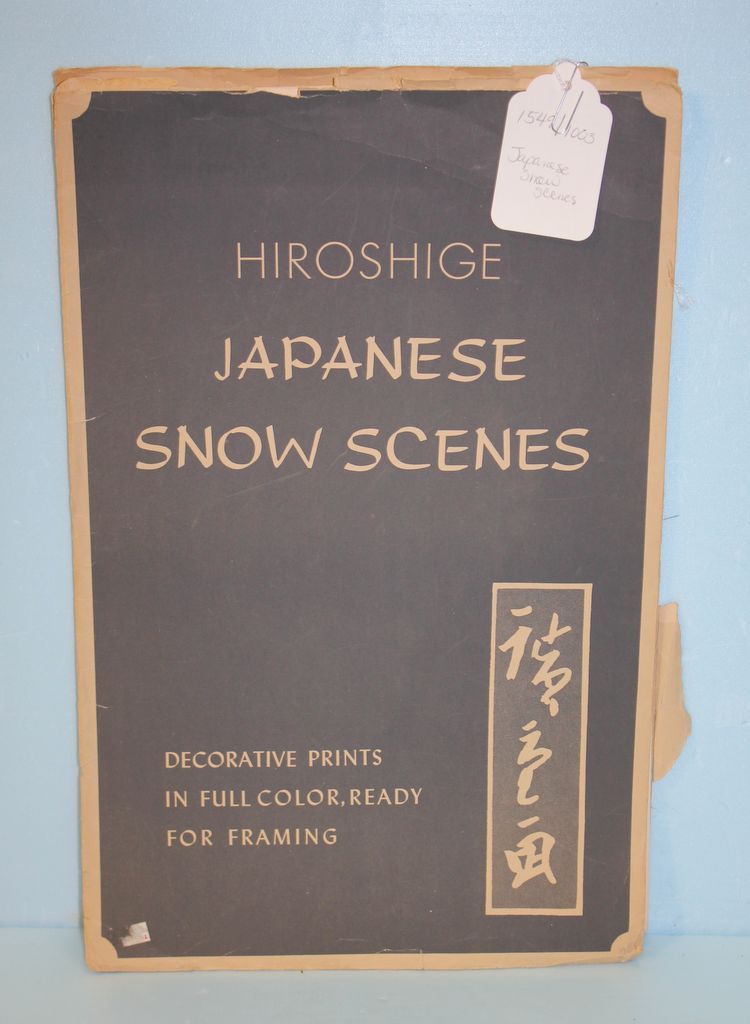 Japanese
Snow
Scenes
HIROSHIGE
JAPANESE
SNOW SCENES
廣重画
DECORATIVE PRINTS
IN FULL COLOR, READY
FOR FRAMING